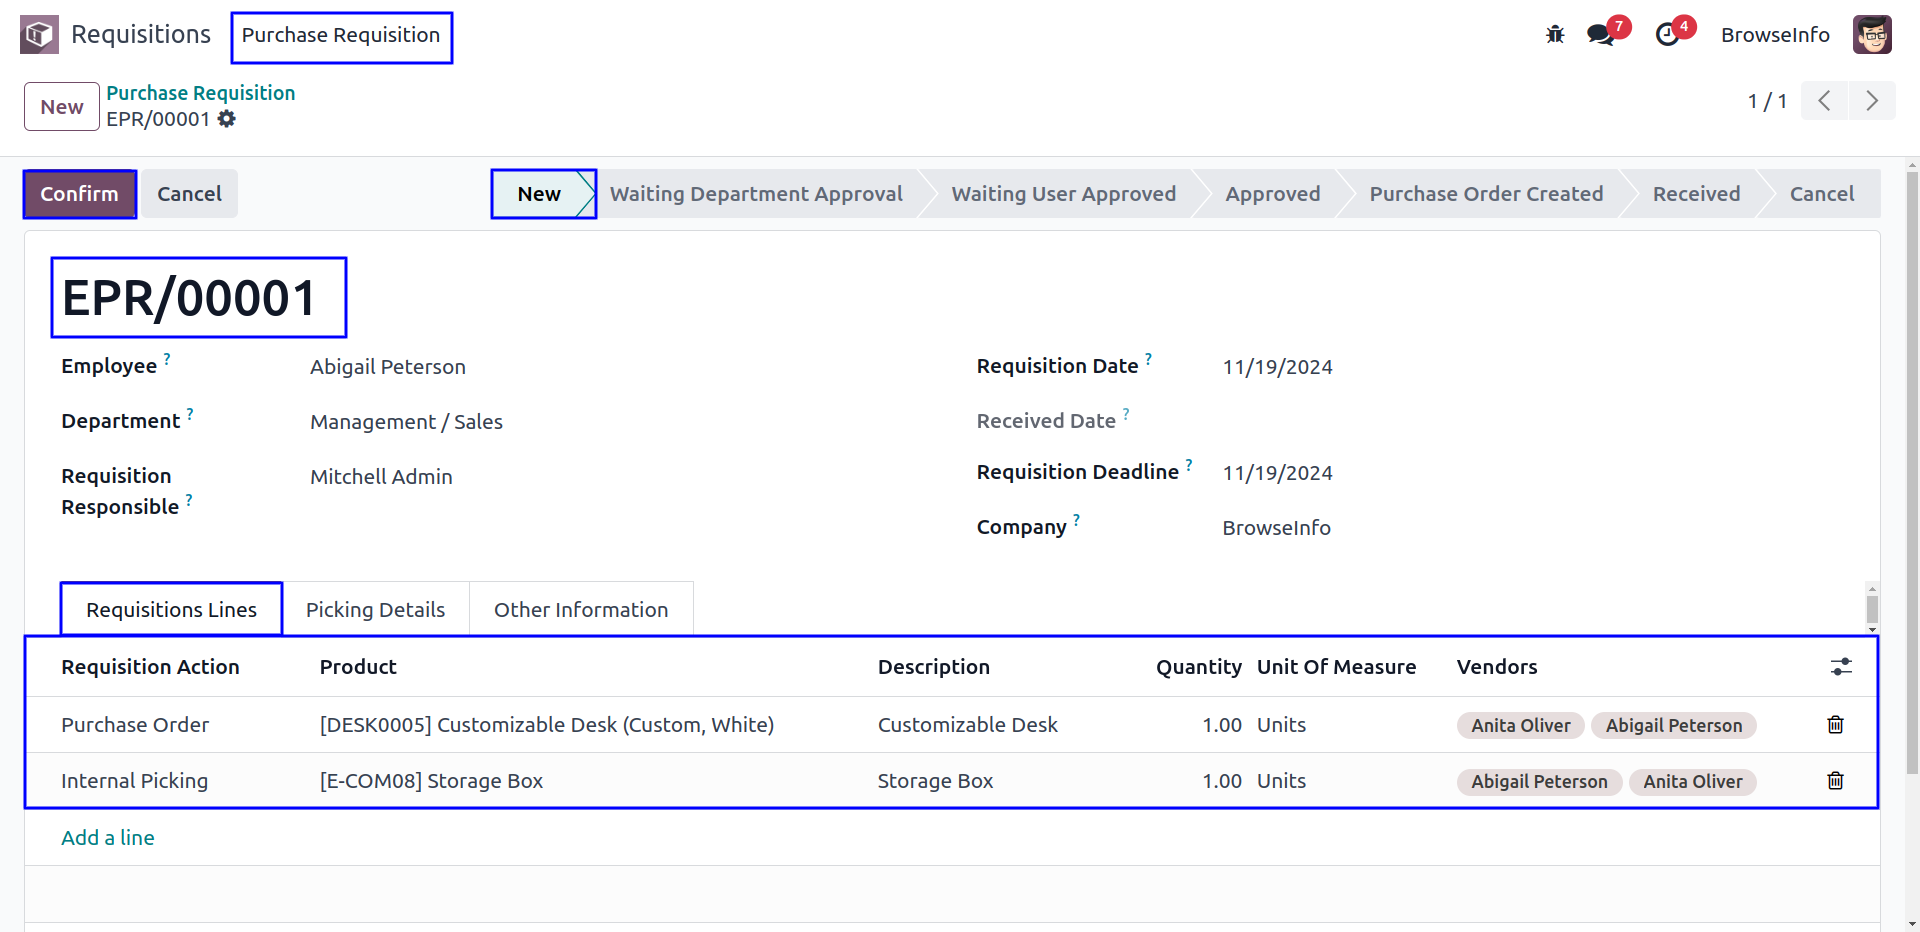 Requisitions Purchase Requisition 7 4 BrowseInfo
New Purchase Requisition
EPR/00001 1 / 1
Confirm Cancel New Waiting Department Approval Waiting User Approved Approved Purchase Order Created Received Cancel
EPR/00001
Employee ? Abigail Peterson Requisition Date ? 11/19/2024
Department ? Management / Sales Received Date ?
Requisition Responsible ? Mitchell Admin Requisition Deadline ? 11/19/2024
Company ? BrowseInfo
Requisitions Lines Picking Details Other Information
Requisition Action Product Description Quantity Unit Of Measure Vendors
Purchase Order [DESK0005] Customizable Desk (Custom, White) Customizable Desk 1.00 Units Anita Oliver Abigail Peterson
Internal Picking [E-COM08] Storage Box Storage Box 1.00 Units Abigail Peterson Anita Oliver
Add a line